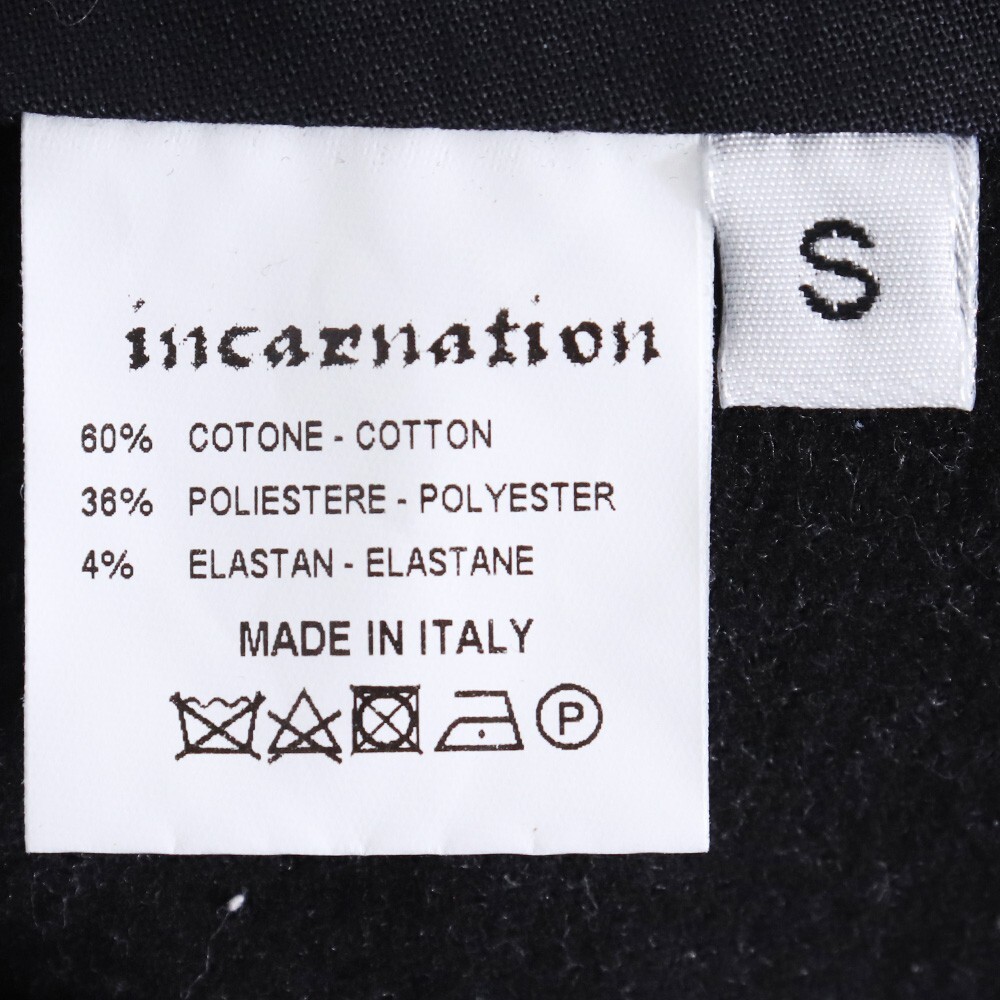 incarnation
S
60% COTONE - COTTON
36% POLIESTERE - POLYESTER
4% ELASTAN - ELASTANE
MADE IN ITALY
P